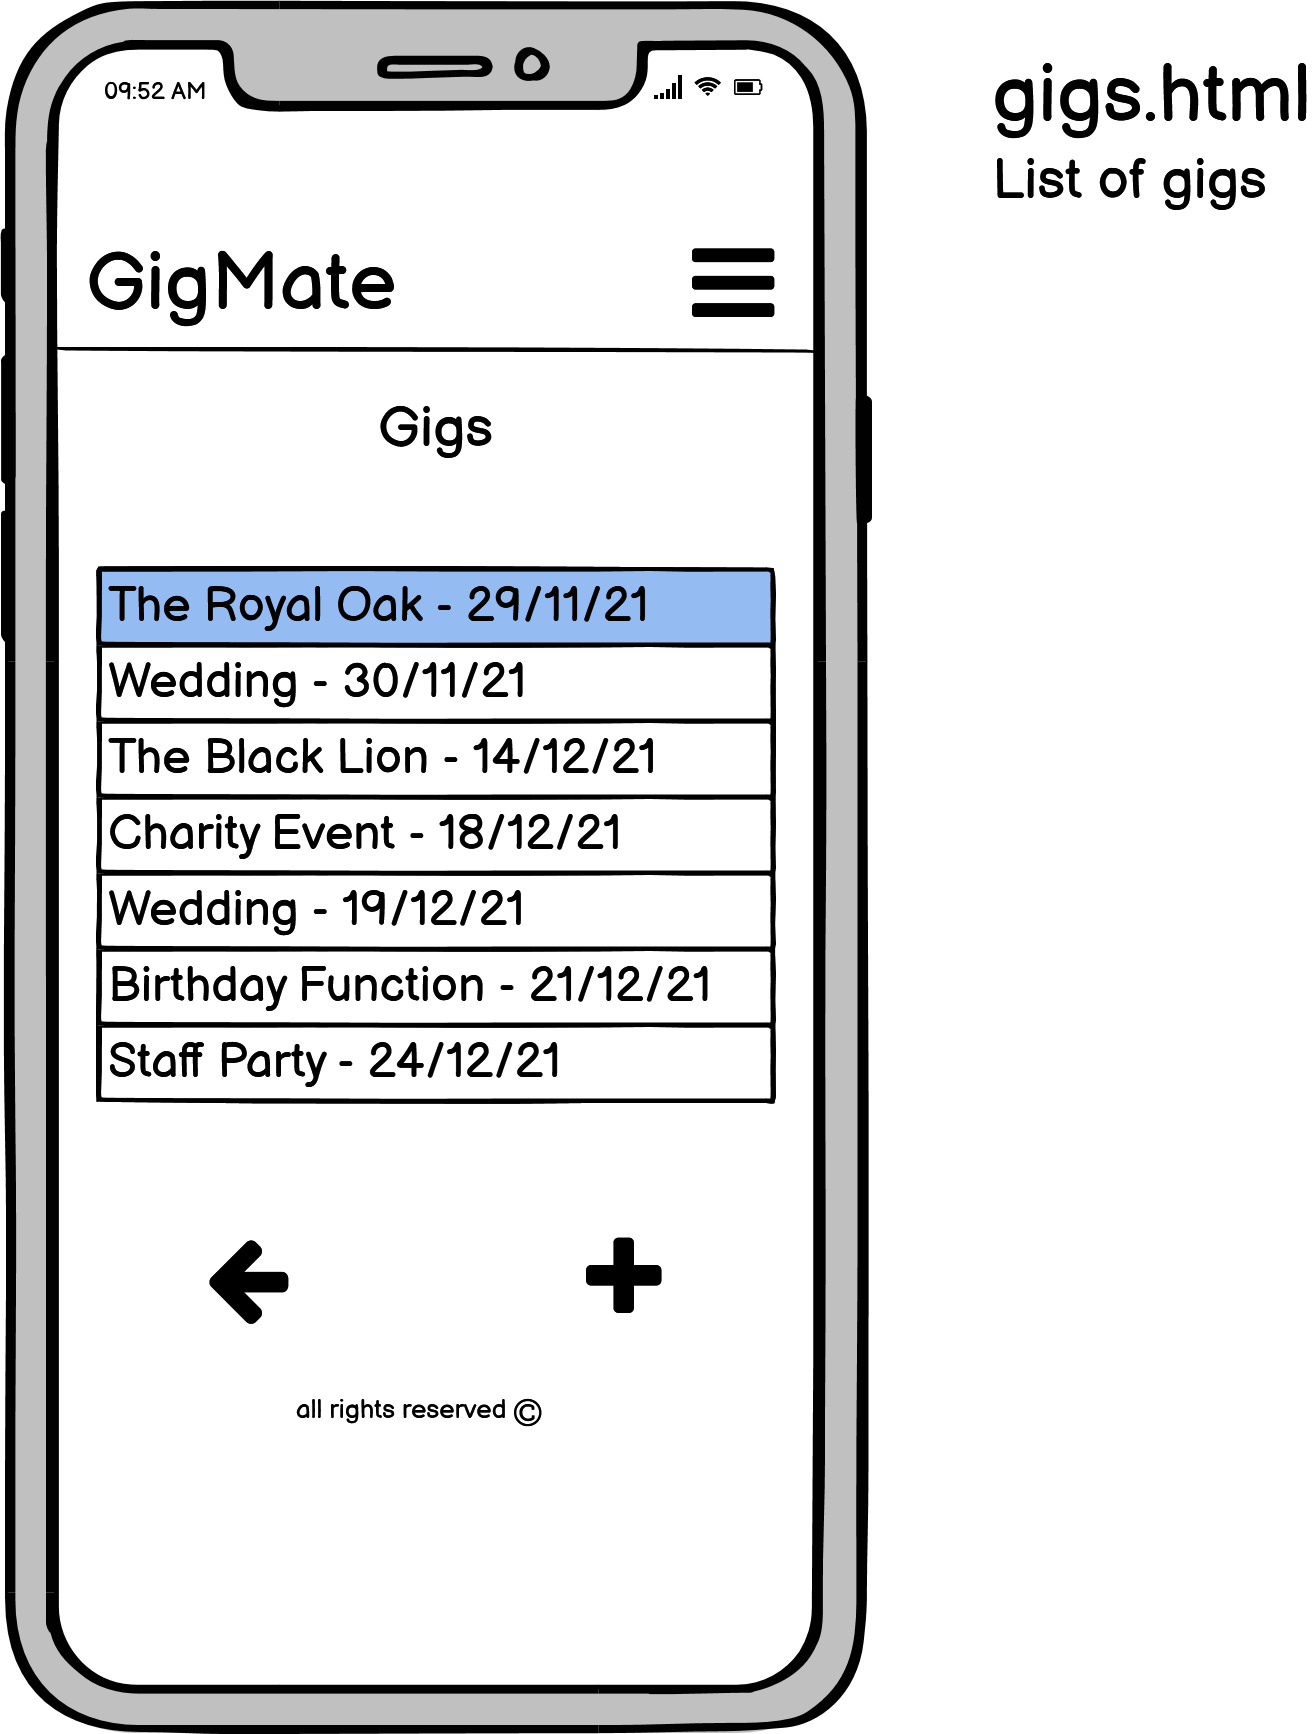 09:52 AM
gigs.html
List of gigs
GigMate
Gigs
The Royal Oak - 29/11/21
Wedding - 30/11/21
The Black Lion - 14/12/21
Charity Event - 18/12/21
Wedding - 19/12/21
Birthday Function - 21/12/21
Staff Party - 24/12/21
all rights reserved ©